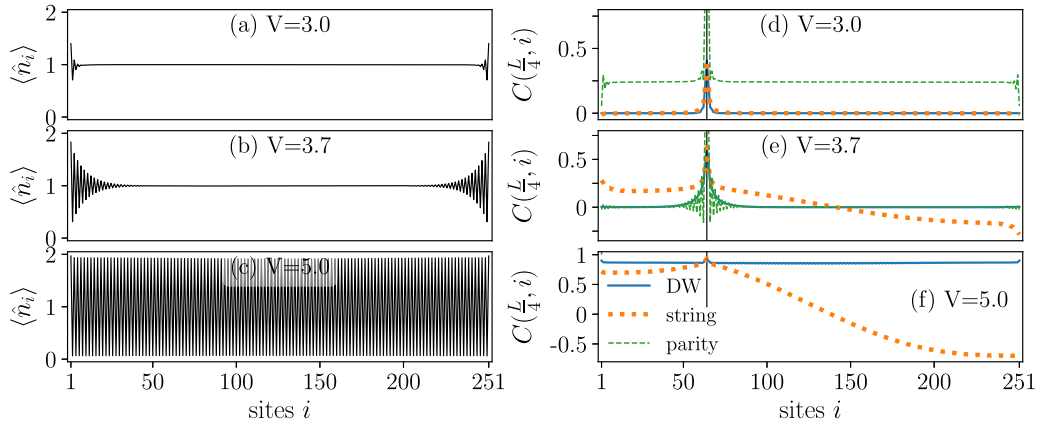 2
1
0
⟨n̂ᵢ⟩
(a) V=3.0
2
1
0
⟨n̂ᵢ⟩
(b) V=3.7
2
1
0
⟨n̂ᵢ⟩
(c) V=5.0
1 50 100 150 200 251
sites i
0.5
0
C(L/4, i)
(d) V=3.0
0.5
0
C(L/4, i)
(e) V=3.7
1
0.5
0
-0.5
C(L/4, i)
DW
string
parity
(f) V=5.0
1 50 100 150 200 251
sites i